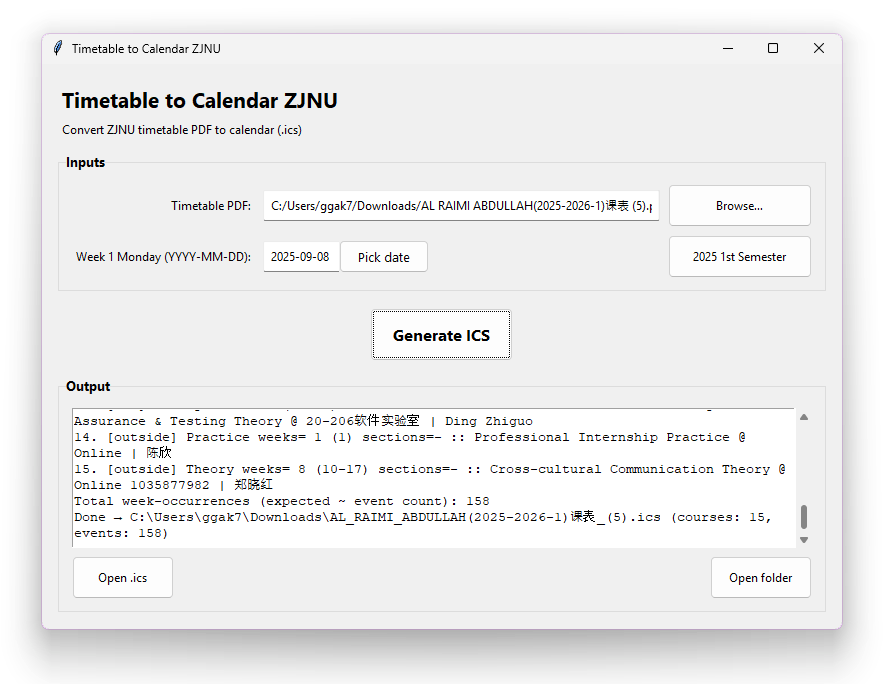 Timetable to Calendar ZJNU
Timetable to Calendar ZJNU
Convert ZJNU timetable PDF to calendar (.ics)
Inputs
Timetable PDF: C:/Users/ggak7/Downloads/AL RAIMI ABDULLAH(2025-2026-1)课表 (5).p Browse...
Week 1 Monday (YYYY-MM-DD): 2025-09-08 Pick date 2025 1st Semester
Generate ICS
Output
Assurance & Testing Theory @ 20-206软件实验室 | Ding Zhiguo
14. [outside] Practice weeks= 1 (1) sections=- :: Professional Internship Practice @
Online | 陈欣
15. [outside] Theory weeks= 8 (10-17) sections=- :: Cross-cultural Communication Theory @
Online 1035877982 | 郑晓红
Total week-occurrences (expected ~ event count): 158
Done → C:\Users\ggak7\Downloads\AL_RAIMI_ABDULLAH(2025-2026-1)课表_(5).ics (courses: 15,
events: 158)
Open .ics Open folder